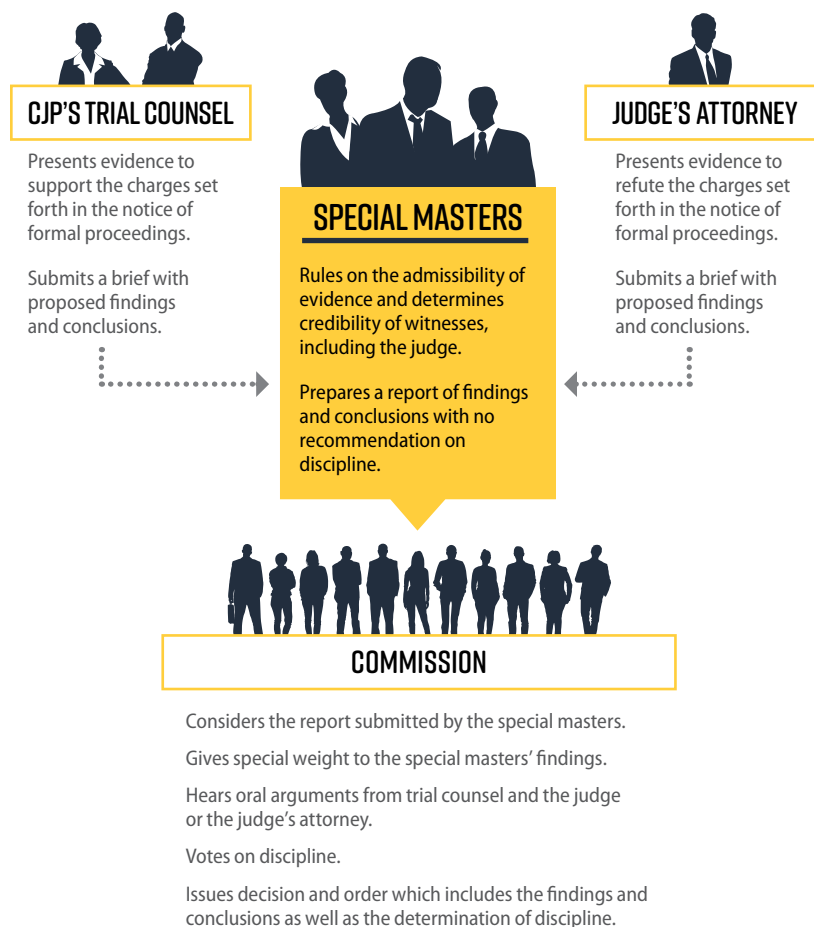 CJP'S TRIAL COUNSEL
Presents evidence to
support the charges set
forth in the notice of
formal proceedings.
Submits a brief with
proposed findings
and conclusions.
SPECIAL MASTERS
Rules on the admissibility of
evidence and determines
credibility of witnesses,
including the judge.
Prepares a report of findings
and conclusions with no
recommendation on
discipline.
JUDGE'S ATTORNEY
Presents evidence to
refute the charges set
forth in the notice of
formal proceedings.
Submits a brief with
proposed findings
and conclusions.
COMMISSION
Considers the report submitted by the special masters.
Gives special weight to the special masters' findings.
Hears oral arguments from trial counsel and the judge
or the judge's attorney.
Votes on discipline.
Issues decision and order which includes the findings and
conclusions as well as the determination of discipline.